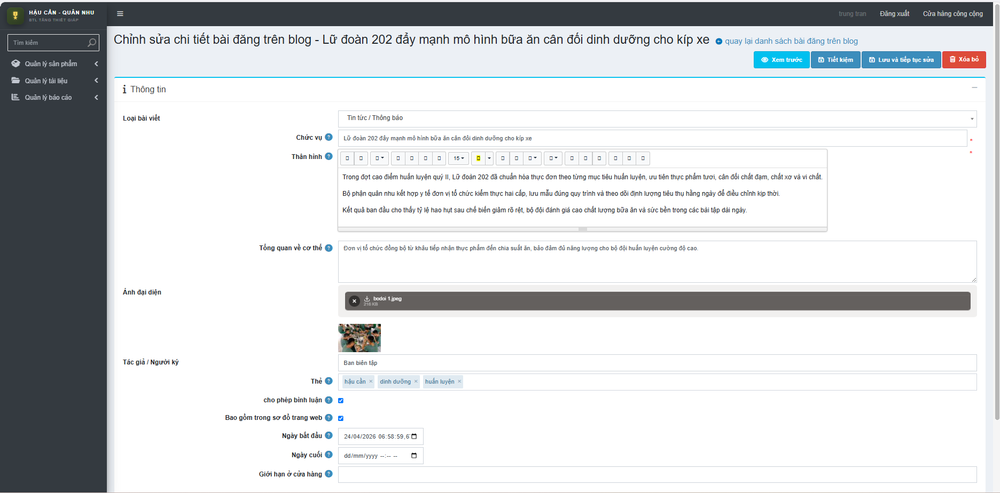 HẬU CẦN - QUÂN NHU
BTL TĂNG THIẾT GIÁP
trung tran
Đăng xuất
Cửa hàng công cộng
Tìm kiếm
Quản lý sản phẩm
Quản lý tài liệu
Quản lý báo cáo
Chỉnh sửa chi tiết bài đăng trên blog - Lữ đoàn 202 đẩy mạnh mô hình bữa ăn cân đối dinh dưỡng cho kíp xe quay lại danh sách bài đăng trên blog
Xem trước
Tiết kiệm
Lưu và tiếp tục sửa
Xóa bỏ
Thông tin
Loại bài viết
Tin tức / Thông báo
Chức vụ
Lữ đoàn 202 đẩy mạnh mô hình bữa ăn cân đối dinh dưỡng cho kíp xe
*
Thân hình
*
15
Trong đợt cao điểm huấn luyện quý II, Lữ đoàn 202 đã chuẩn hóa thực đơn theo từng mục tiêu huấn luyện, ưu tiên thực phẩm tươi, cân đối chất đạm, chất xơ và vi chất.
Bộ phận quân nhu kết hợp y tế đơn vị tổ chức kiểm thực hai cấp, lưu mẫu đúng quy trình và theo dõi định lượng tiêu thụ hằng ngày để điều chỉnh kịp thời.
Kết quả ban đầu cho thấy tỷ lệ hao hụt sau chế biến giảm rõ rệt, bộ đội đánh giá cao chất lượng bữa ăn và sức bền trong các bài tập dài ngày.
Tổng quan về cơ thể
Đơn vị tổ chức đồng bộ từ khâu tiếp nhận thực phẩm đến chia suất ăn, bảo đảm đủ năng lượng cho bộ đội huấn luyện cường độ cao.
Ảnh đại diện
bodoi 1.jpeg
216 KB
Tác giả / Người ký
Ban biên tập
Thẻ
hậu cần ×
dinh dưỡng ×
huấn luyện ×
cho phép bình luận
Bao gồm trong sơ đồ trang web
Ngày bắt đầu
24/04/2026 06:58:59,6
Ngày cuối
dd/mm/yyyy --:-- --
Giới hạn ở cửa hàng